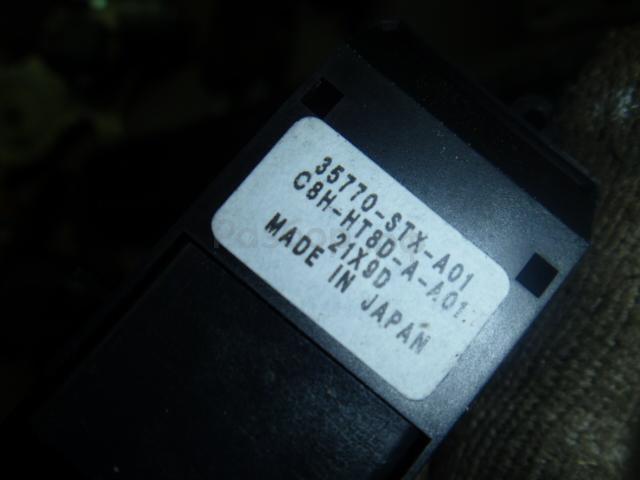 35770-STX-A01
C8H-HT8D-A-A01.
21X9D
MADE IN JAPAN